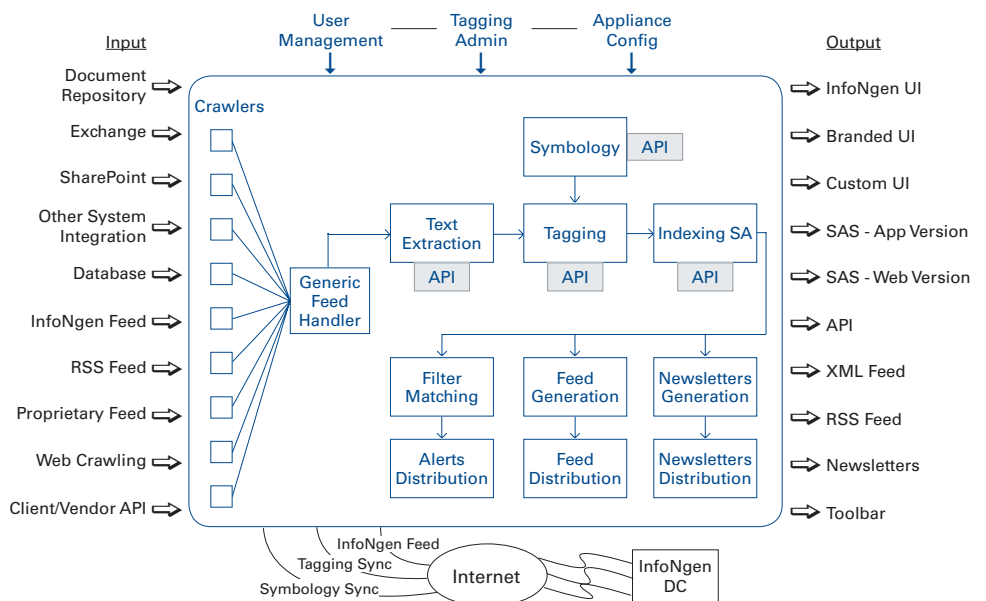 User
Management
Tagging
Admin
Appliance
Config
Input
Output
Document
Repository
Exchange
SharePoint
Other System
Integration
Database
InfoNgen Feed
RSS Feed
Proprietary Feed
Web Crawling
Client/Vendor API
Crawlers
Generic
Feed
Handler
Text
Extraction
API
Symbology
API
Tagging
API
Indexing SA
API
Filter
Matching
Feed
Generation
Newsletters
Generation
Alerts
Distribution
Feed
Distribution
Newsletters
Distribution
InfoNgen UI
Branded UI
Custom UI
SAS - App Version
SAS - Web Version
API
XML Feed
RSS Feed
Newsletters
Toolbar
InfoNgen Feed
Tagging Sync
Symbology Sync
Internet
InfoNgen
DC